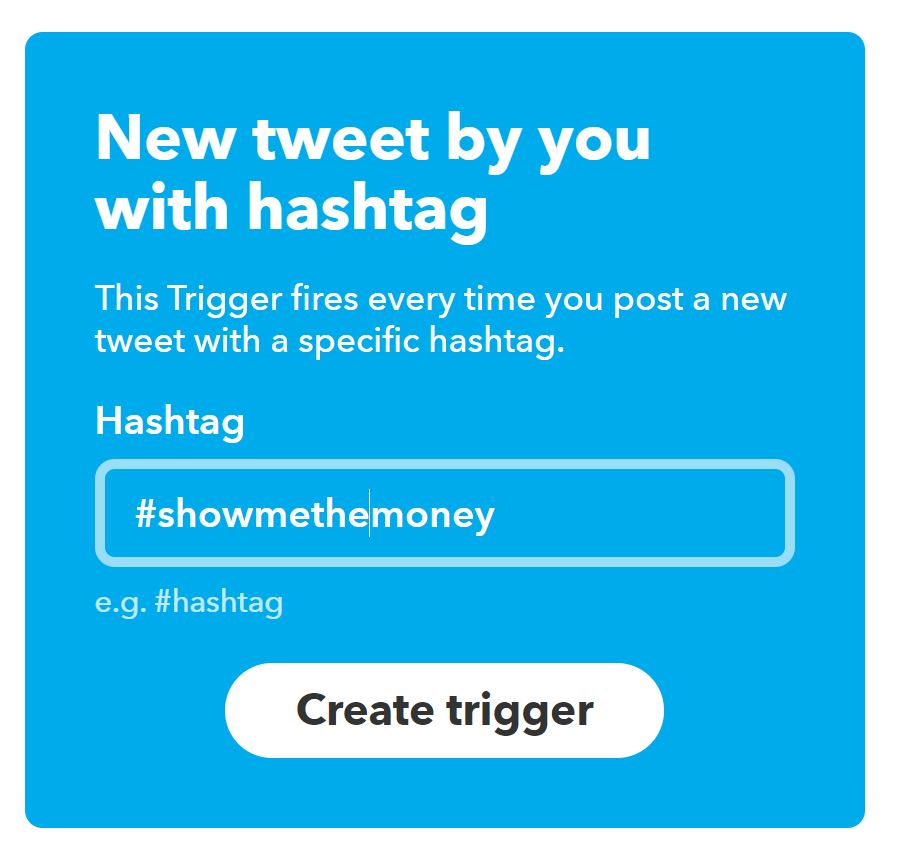 New tweet by you
with hashtag
This Trigger fires every time you post a new
tweet with a specific hashtag.
Hashtag
#showmethemoney
e.g. #hashtag
Create trigger